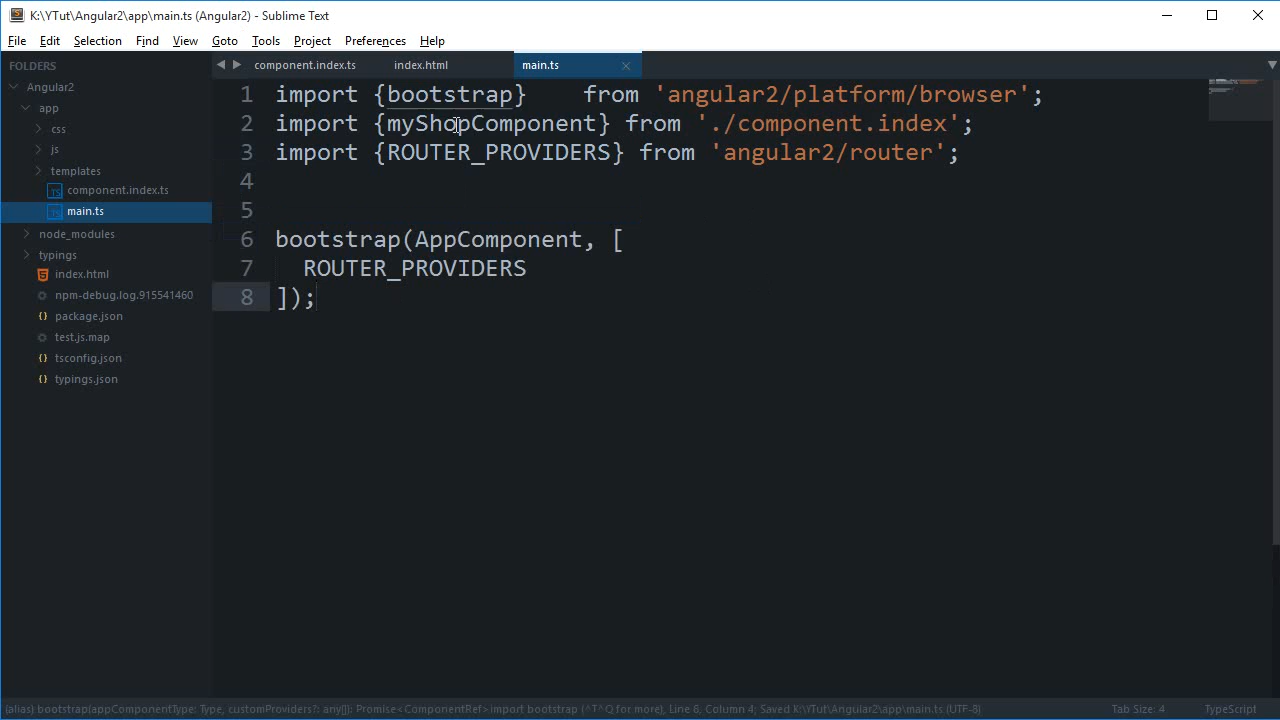 K:\YTut\Angular2\app\main.ts (Angular2) - Sublime Text
File Edit Selection Find View Goto Tools Project Preferences Help
FOLDERS
Angular2
app
css
js
templates
component.index.ts
main.ts
node_modules
typings
index.html
npm-debug.log.915541460
package.json
test.js.map
tsconfig.json
typings.json
component.index.ts index.html main.ts
1 import {bootstrap}    from 'angular2/platform/browser';
2 import {myShopComponent} from './component.index';
3 import {ROUTER_PROVIDERS} from 'angular2/router';
4
5
6 bootstrap(AppComponent, [
7   ROUTER_PROVIDERS
8 ]);
(alias) bootstrap(appComponentType: Type, customProviders?: any[]): Promise<ComponentRef> import bootstrap (^T^Q for more), Line 6, Column 4; Saved K:\YTut\Angular2\app\main.ts (UTF-8) Tab Size: 4 TypeScript